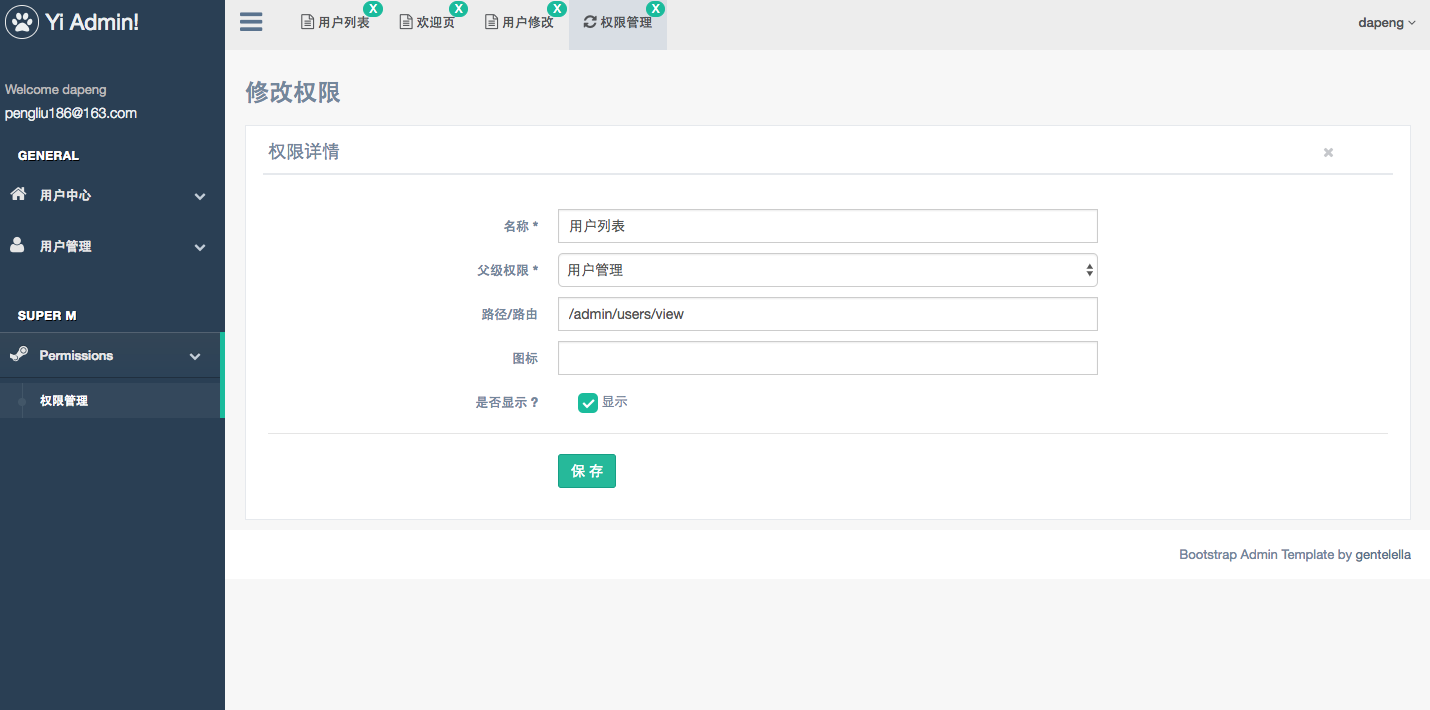 Yi Admin!
用户列表 X
欢迎页 X
用户修改 X
权限管理 X
dapeng
Welcome dapeng
pengliu186@163.com
GENERAL
用户中心
用户管理
SUPER M
Permissions
权限管理
修改权限
权限详情
名称 * 用户列表
父级权限 * 用户管理
路径/路由 /admin/users/view
图标
是否显示 ? 显示
保 存
Bootstrap Admin Template by gentelella